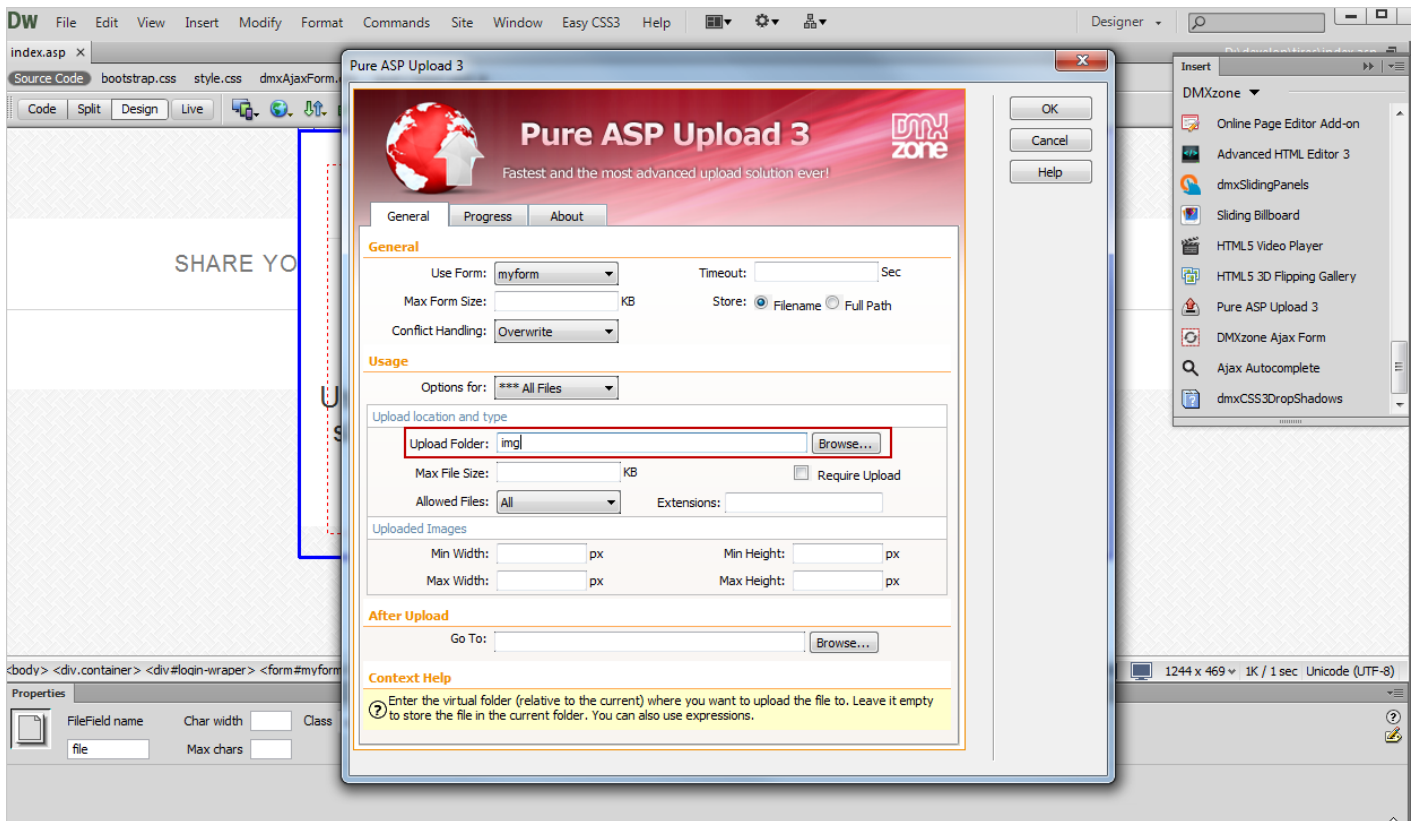 DW File Edit View Insert Modify Format Commands Site Window Easy CSS3 Help Designer
index.asp ×
Source Code bootstrap.css style.css dmxAjaxForm.
Code Split Design Live
SHARE YO
Pure ASP Upload 3
Pure ASP Upload 3
DMX
zone
Fastest and the most advanced upload solution ever!
OK
Cancel
Help
General Progress About
General
Use Form: myform Timeout: Sec
Max Form Size: KB Store: Filename Full Path
Conflict Handling: Overwrite
Usage
Options for: *** All Files
Upload location and type
Upload Folder: img Browse...
Max File Size: KB Require Upload
Allowed Files: All Extensions:
Uploaded Images
Min Width: px Min Height: px
Max Width: px Max Height: px
After Upload
Go To: Browse...
Context Help
Enter the virtual folder (relative to the current) where you want to upload the file to. Leave it empty
to store the file in the current folder. You can also use expressions.
Insert
DMXzone
Online Page Editor Add-on
Advanced HTML Editor 3
dmxSlidingPanels
Sliding Billboard
HTML5 Video Player
HTML5 3D Flipping Gallery
Pure ASP Upload 3
DMXzone Ajax Form
Ajax Autocomplete
dmxCSS3DropShadows
<body> <div.container> <div#login-wraper> <form#myform
1244 x 469 1K / 1 sec Unicode (UTF-8)
Properties
FileField name Char width Class
file Max chars